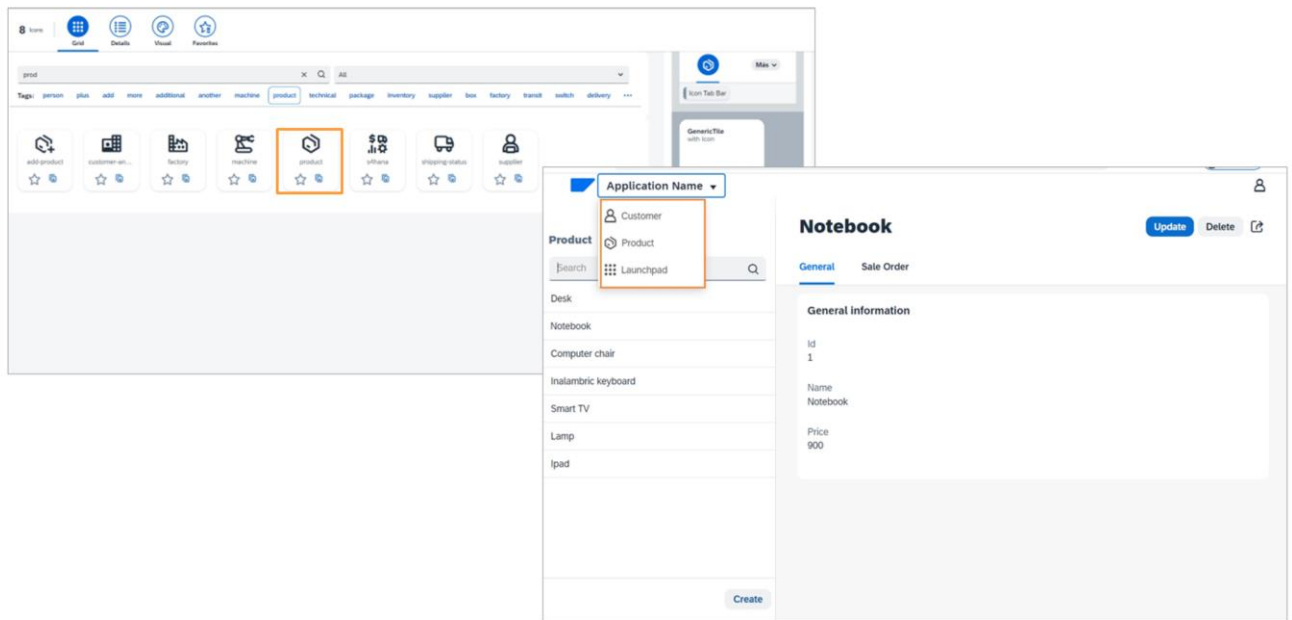 8 Icons
Grid Details Visual Favorites
prod All
Tags: person plus add more additional another machine product technical package inventory supplier box factory transit switch delivery ...
add-product customer-an... factory machine product s4hana shipping-status supplier
Más
Icon Tab Bar
GenericTile
with Icon
Application Name
Customer
Product
Launchpad
Product
Search
Desk
Notebook
Computer chair
Inalambric keyboard
Smart TV
Lamp
Ipad
Create
Notebook
Update Delete
General Sale Order
General information
Id
1
Name
Notebook
Price
900